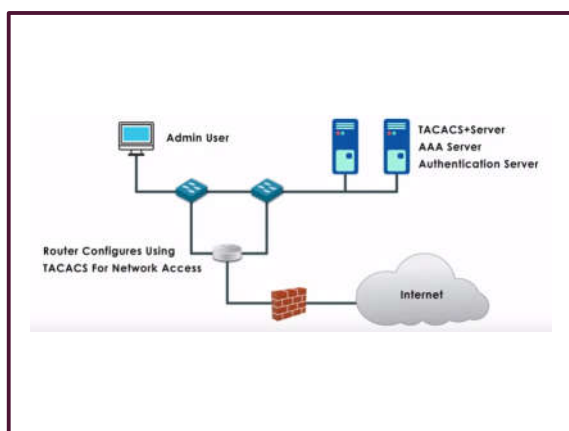 Admin User
TACACS+Server
AAA Server
Authentication Server
Router Configures Using
TACACS For Network Access
Internet